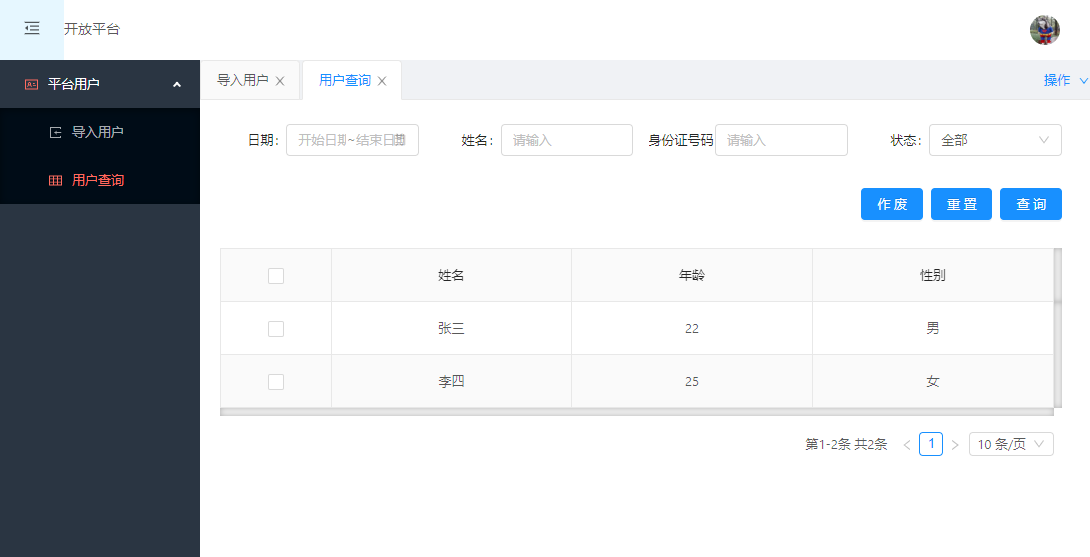 开放平台
平台用户
导入用户
用户查询
导入用户 用户查询 操作
日期: 开始日期~结束日期 姓名: 请输入 身份证号码 请输入 状态: 全部
作废 重置 查询
姓名 年龄 性别
张三 22 男
李四 25 女
第1-2条 共2条 1 10 条/页